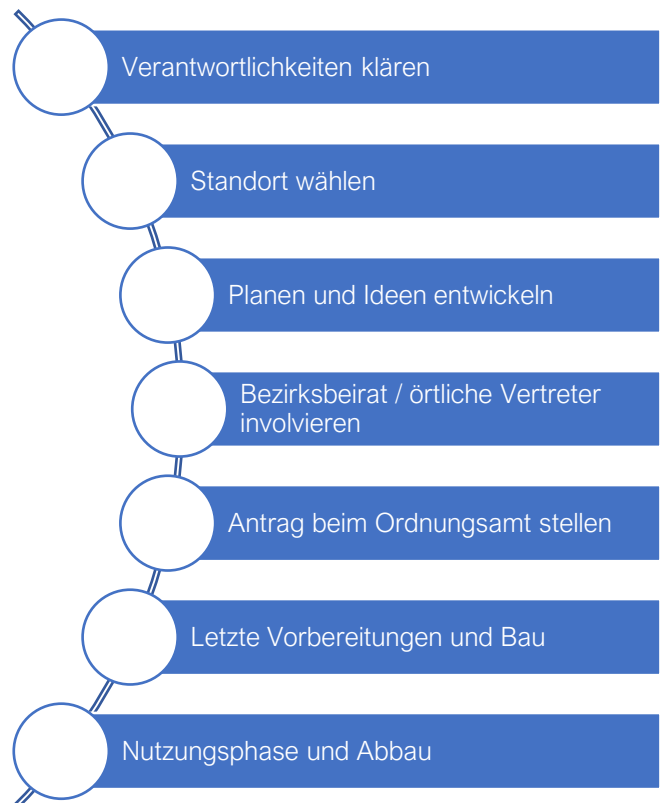 Verantwortlichkeiten klären
Standort wählen
Planen und Ideen entwickeln
Bezirksbeirat / örtliche Vertreter
involvieren
Antrag beim Ordnungsamt stellen
Letzte Vorbereitungen und Bau
Nutzungsphase und Abbau